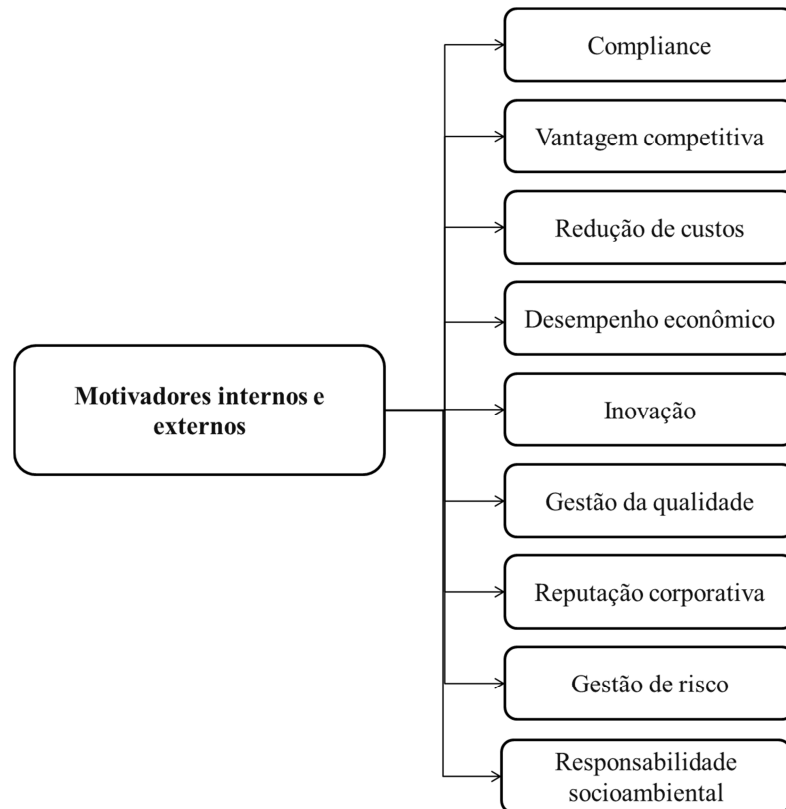 Motivadores internos e
externos
Compliance
Vantagem competitiva
Redução de custos
Desempenho econômico
Inovação
Gestão da qualidade
Reputação corporativa
Gestão de risco
Responsabilidade
socioambiental